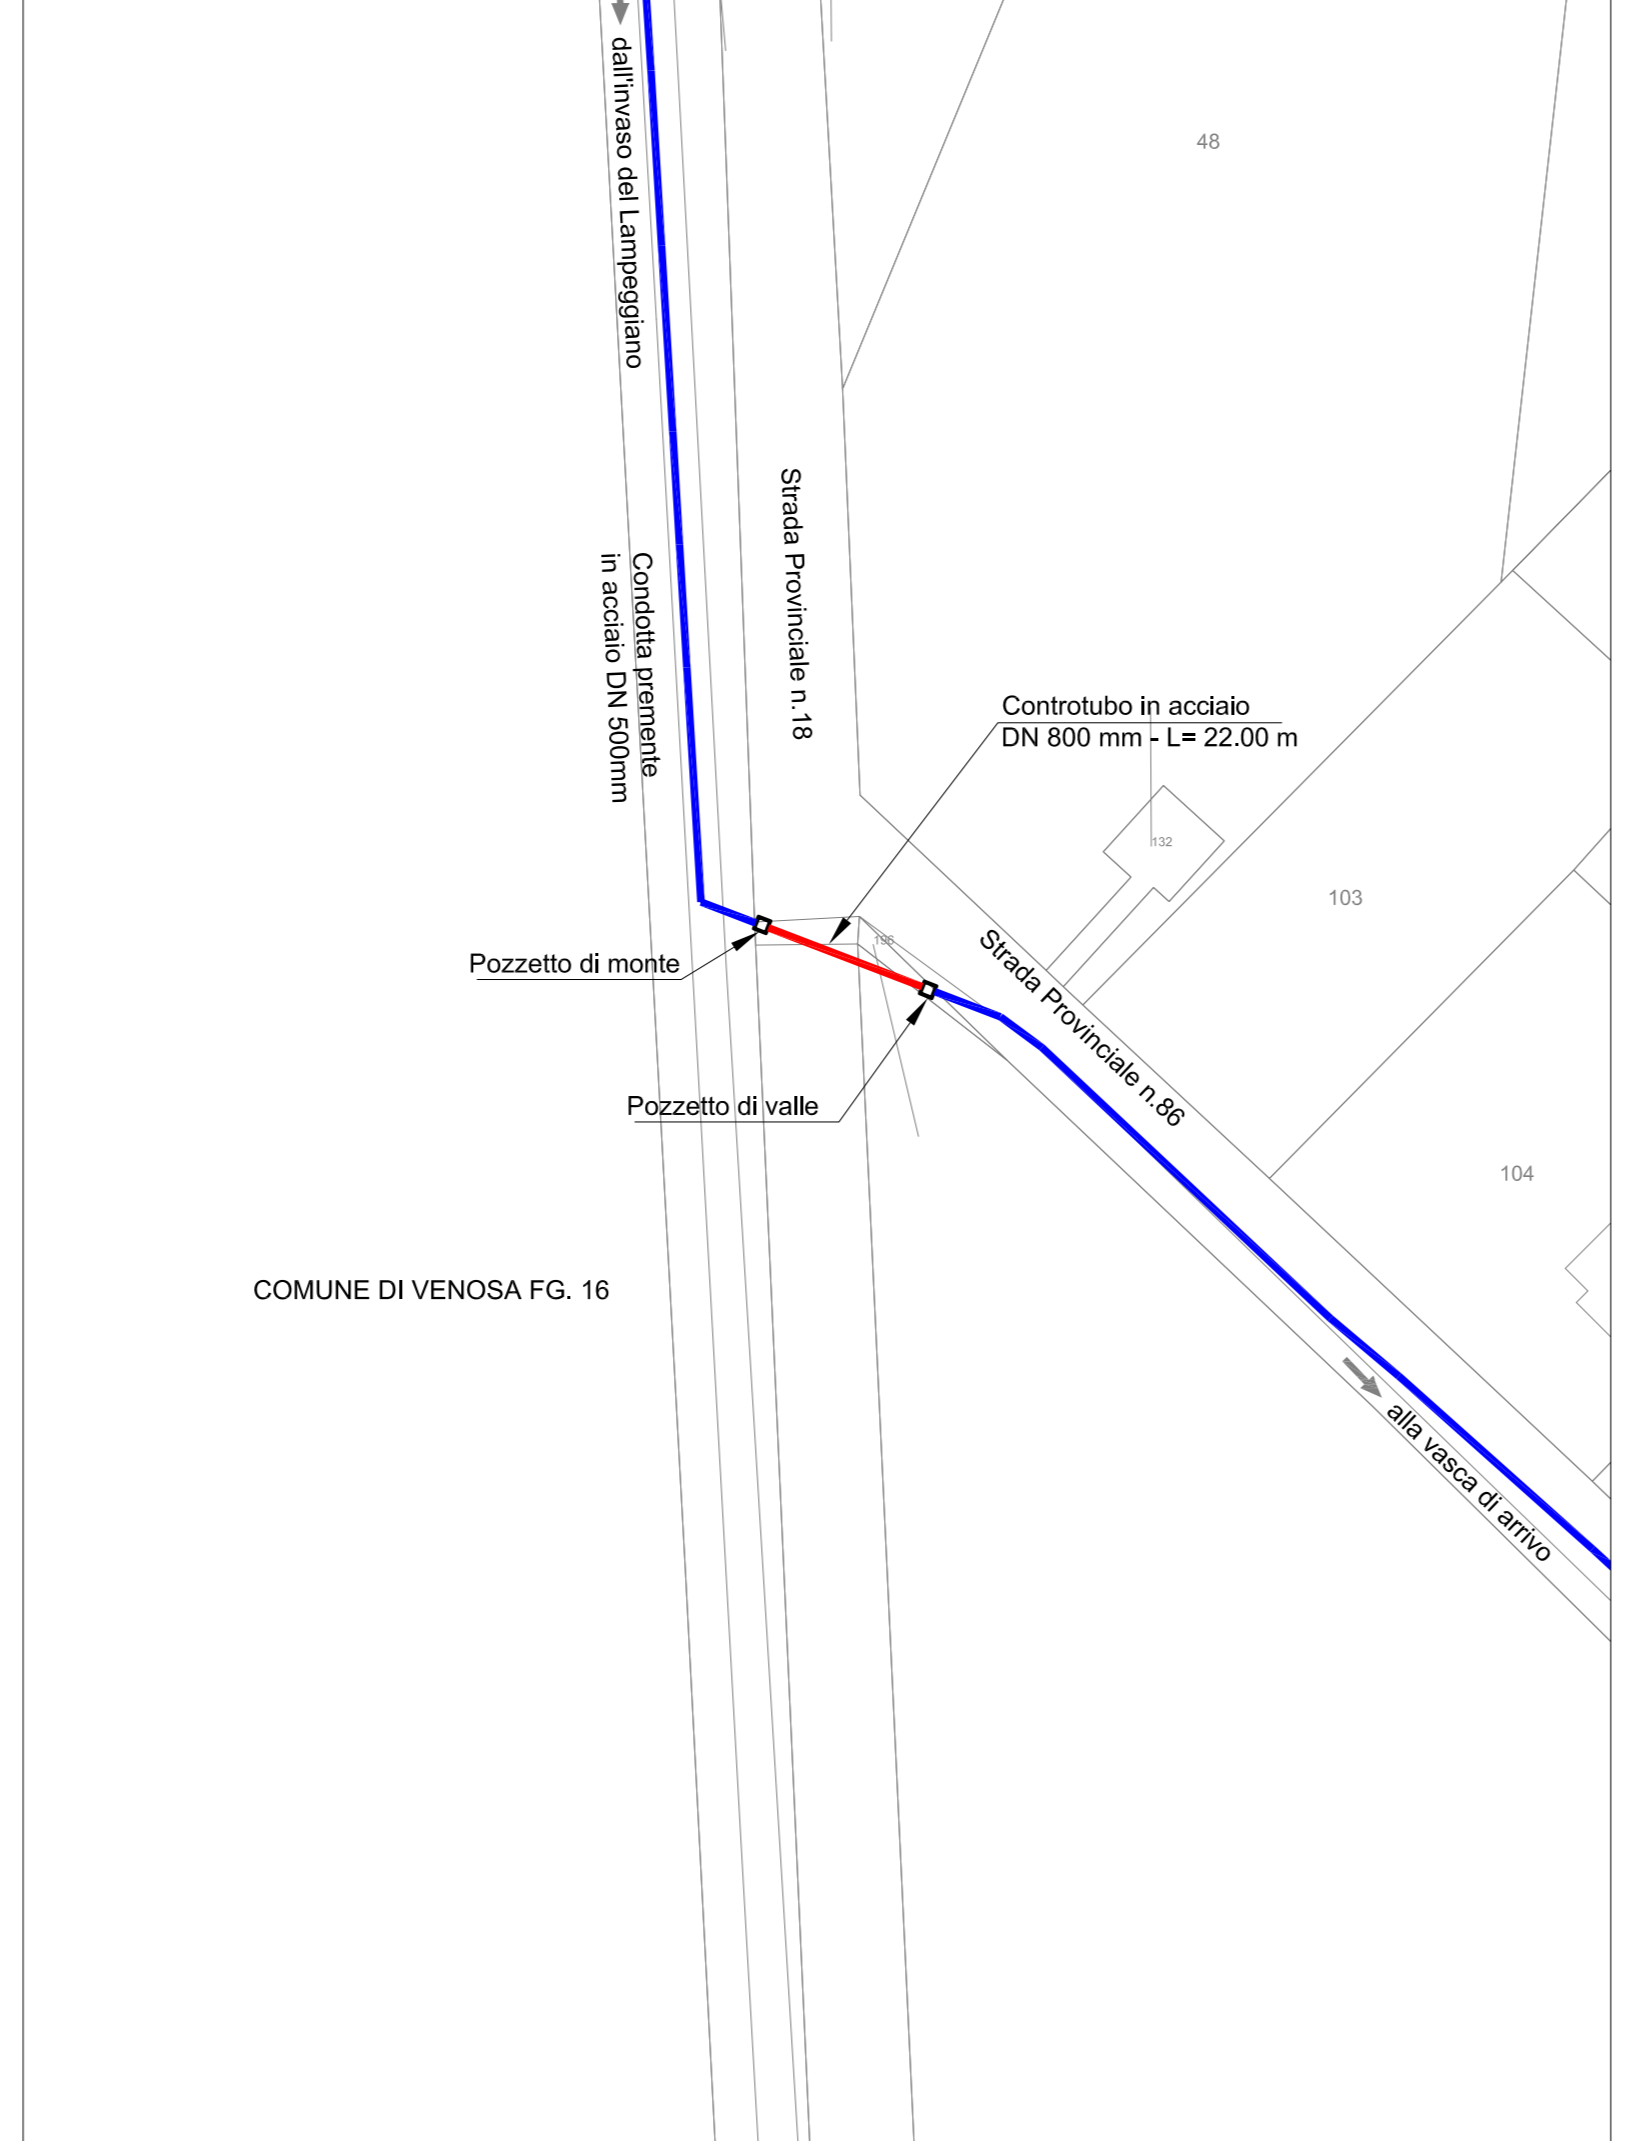 dall'invaso del Lampeggiano
48
Strada Provinciale n.18
Condotta premente
in acciaio DN 500mm
Controtubo in acciaio
DN 800 mm - L= 22.00 m
132
103
196
Strada Provinciale n.86
Pozzetto di monte
Pozzetto di valle
104
COMUNE DI VENOSA FG. 16
alla vasca di arrivo